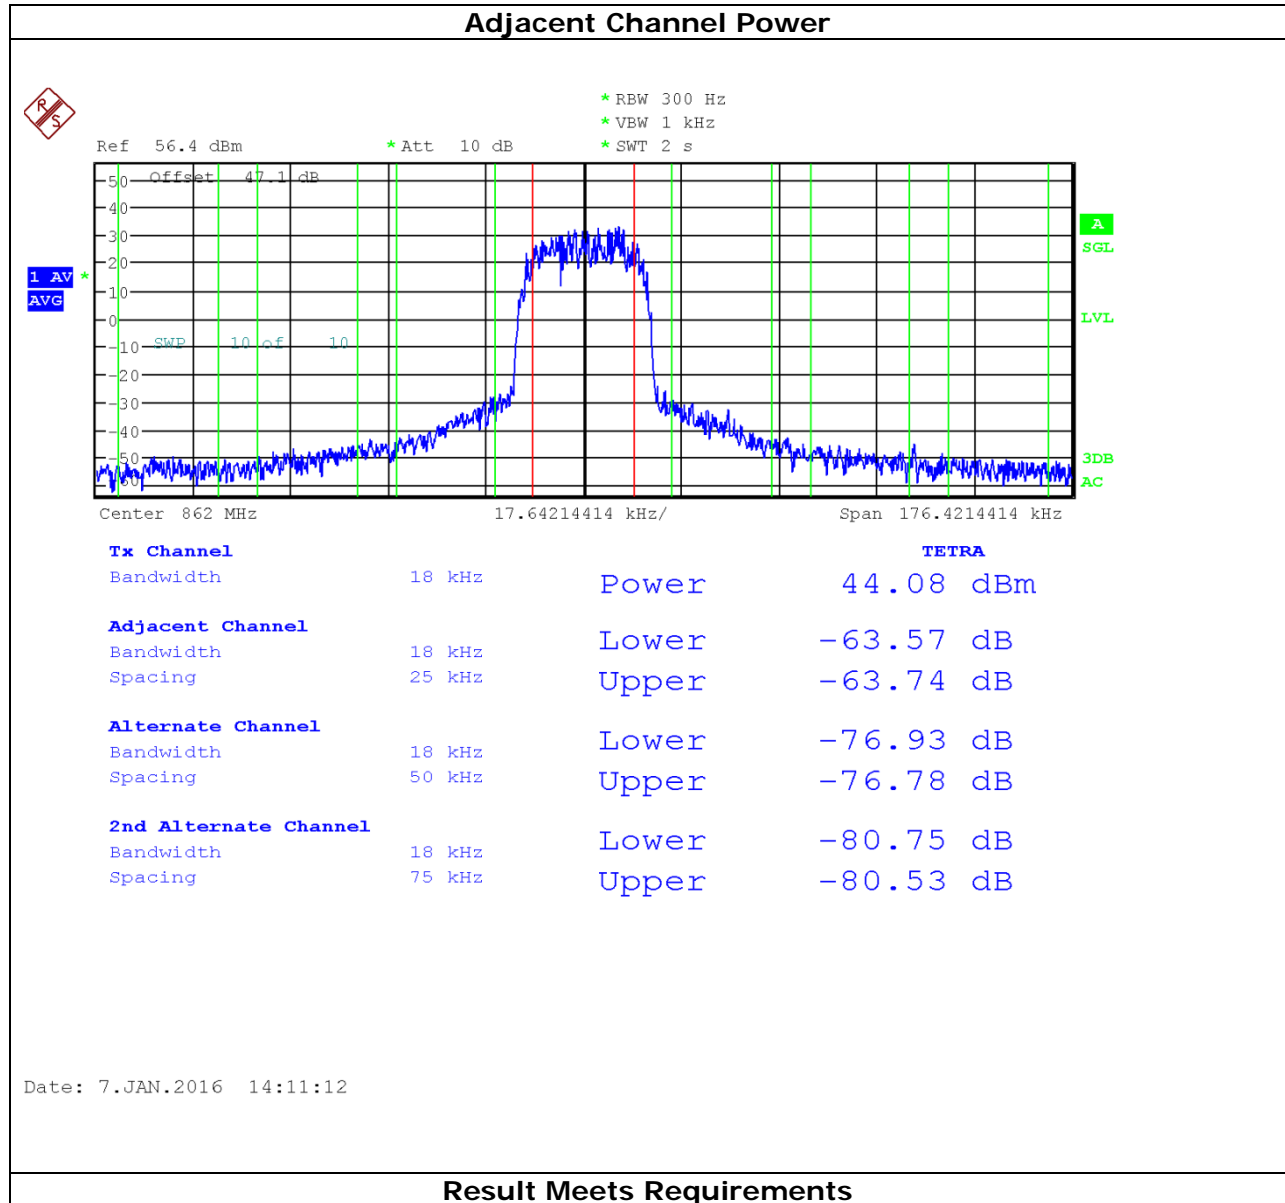 Adjacent Channel Power
R S
* RBW 300 Hz
* VBW 1 kHz
Ref 56.4 dBm * Att 10 dB * SWT 2 s
50 Offset 47.1 dB
40
A
30
SGL
20
1 AV *
10
AVG
0
LVL
-10 SWP 10 of 10
-20
-30
-40
-50
3DB
-60
AC
Center 862 MHz 17.64214414 kHz/ Span 176.4214414 kHz
Tx Channel TETRA
Bandwidth 18 kHz Power 44.08 dBm
Adjacent Channel
Bandwidth 18 kHz Lower -63.57 dB
Spacing 25 kHz Upper -63.74 dB
Alternate Channel
Bandwidth 18 kHz Lower -76.93 dB
Spacing 50 kHz Upper -76.78 dB
2nd Alternate Channel
Bandwidth 18 kHz Lower -80.75 dB
Spacing 75 kHz Upper -80.53 dB
Date: 7.JAN.2016 14:11:12
Result Meets Requirements